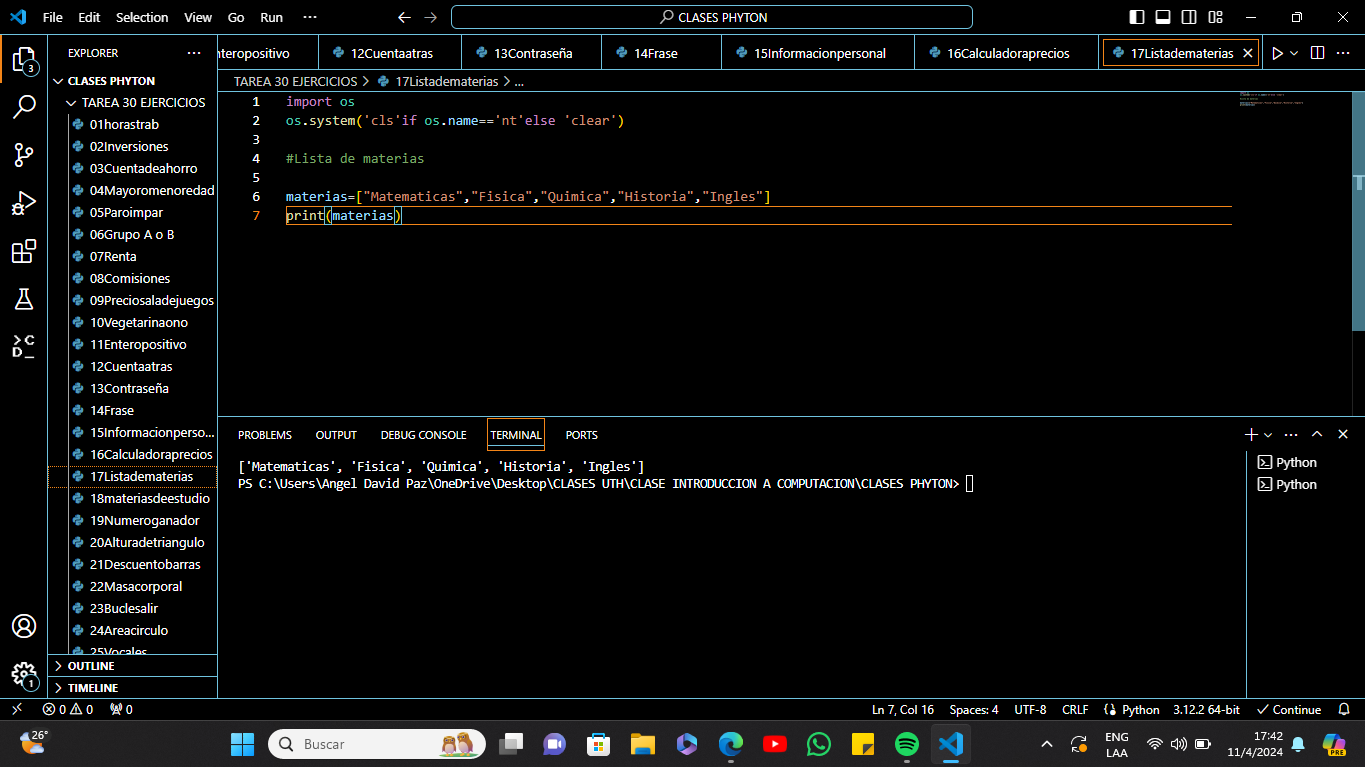 File Edit Selection View Go Run ··· CLASES PHYTON
EXPLORER ···
nteropositivo 12Cuentaatras 13Contraseña 14Frase 15Informacionpersonal 16Calculadoraprecios 17Listadematerias
CLASES PHYTON
TAREA 30 EJERCICIOS
01horastrab
02Inversiones
03Cuentadeahorro
04Mayoromenoredad
05Paroimpar
06Grupo A o B
07Renta
08Comisiones
09Preciosaladejuegos
10Vegetarinaono
11Enteropositivo
12Cuentaatras
13Contraseña
14Frase
15Informacionperso...
16Calculadoraprecios
17Listadematerias
18materiasdeestudio
19Numeroganador
20Alturadetriangulo
21Descuentobarras
22Masacorporal
23Buclesalir
24Areacirculo
25Vocales
OUTLINE
TIMELINE
TAREA 30 EJERCICIOS > 17Listadematerias > ...
1 import os
2 os.system('cls'if os.name=='nt'else 'clear')
3
4 #Lista de materias
5
6 materias=["Matematicas","Fisica","Quimica","Historia","Ingles"]
7 print(materias)
PROBLEMS OUTPUT DEBUG CONSOLE TERMINAL PORTS
['Matematicas', 'Fisica', 'Quimica', 'Historia', 'Ingles']
PS C:\Users\Angel David Paz\OneDrive\Desktop\CLASES UTH\CLASE INTRODUCCION A COMPUTACION\CLASES PHYTON>
Python
Python
3
1
0 0 0 Ln 7, Col 16 Spaces: 4 UTF-8 CRLF Python 3.12.2 64-bit Continue
26° Buscar ENG 17:42
LAA 11/4/2024 PRE